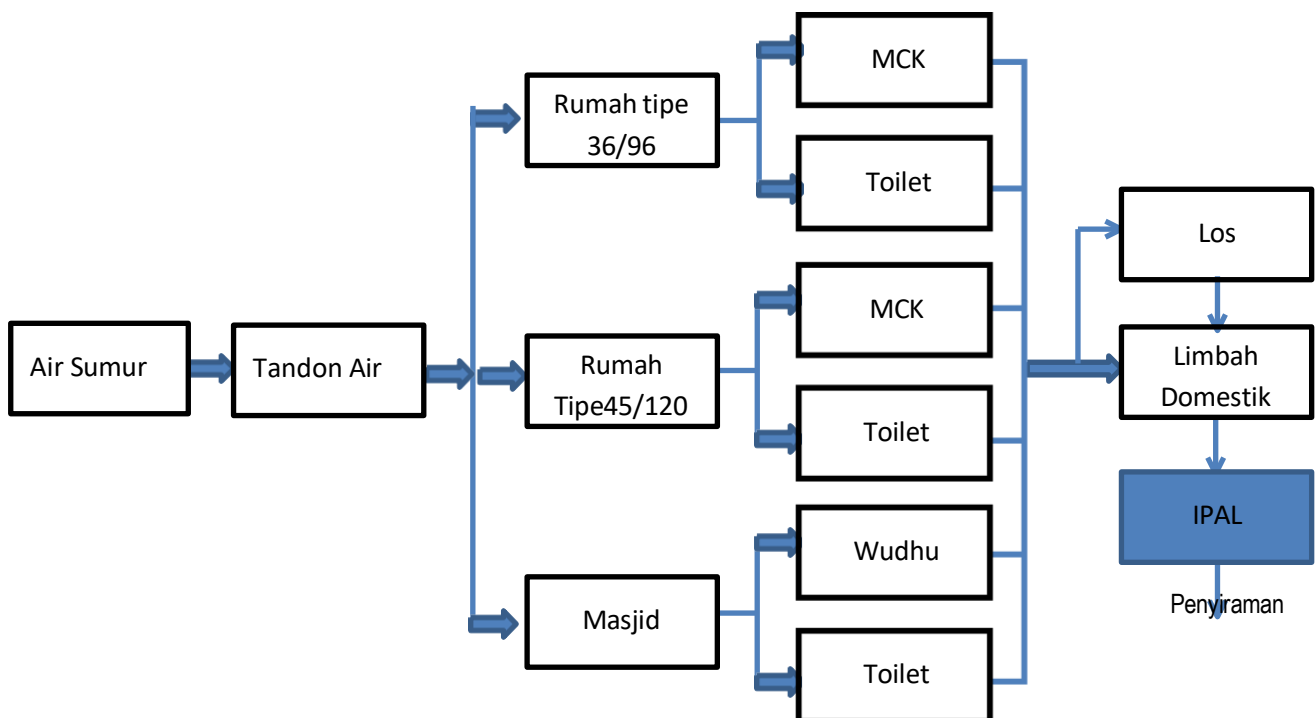 Air Sumur
Tandon Air
Rumah tipe
36/96
MCK
Toilet
Rumah
Tipe45/120
MCK
Toilet
Masjid
Wudhu
Toilet
Los
Limbah
Domestik
IPAL
Penyiraman